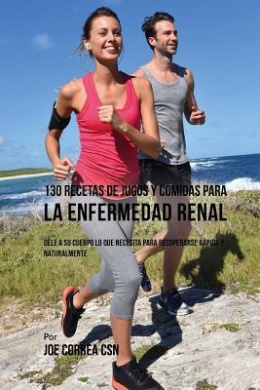 130 RECETAS DE JUGOS Y COMIDAS PARA
LA ENFERMEDAD RENAL
DÉLE A SU CUERPO LO QUE NECESITA PARA RECUPERARSE RÁPIDA Y
NATURALMENTE
Por
JOE CORREA CSN